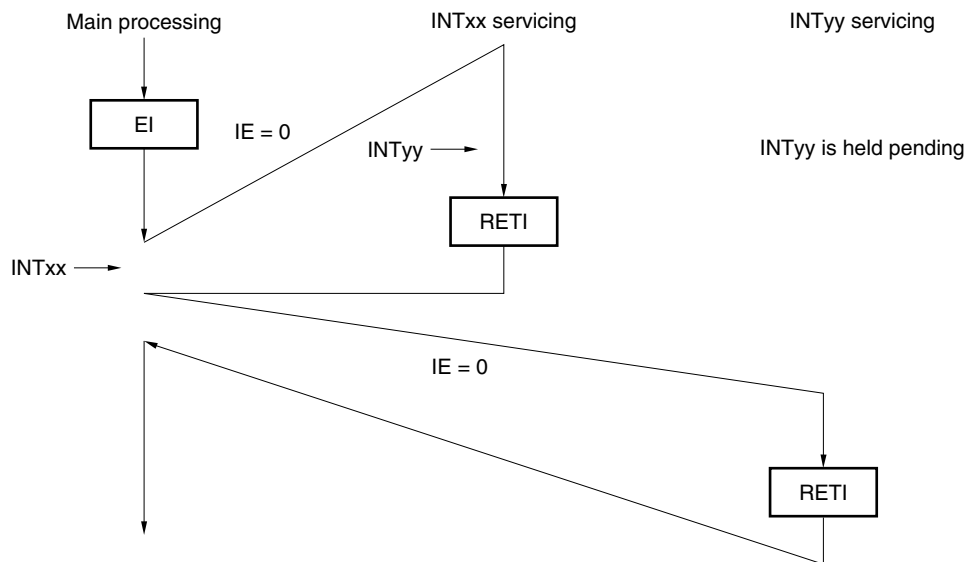 Main processing
INTxx servicing
INTyy servicing
EI
IE = 0
INTyy
INTyy is held pending
RETI
INTxx
IE = 0
RETI